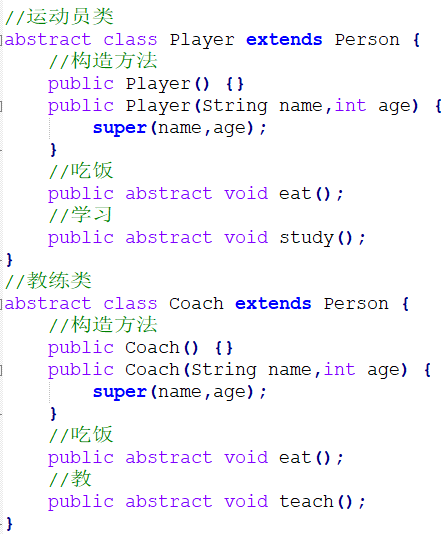 //运动员类
abstract class Player extends Person {
    //构造方法
    public Player() {}
    public Player(String name,int age) {
        super(name,age);
    }
    //吃饭
    public abstract void eat();
    //学习
    public abstract void study();
}
//教练类
abstract class Coach extends Person {
    //构造方法
    public Coach() {}
    public Coach(String name,int age) {
        super(name,age);
    }
    //吃饭
    public abstract void eat();
    //教
    public abstract void teach();
}